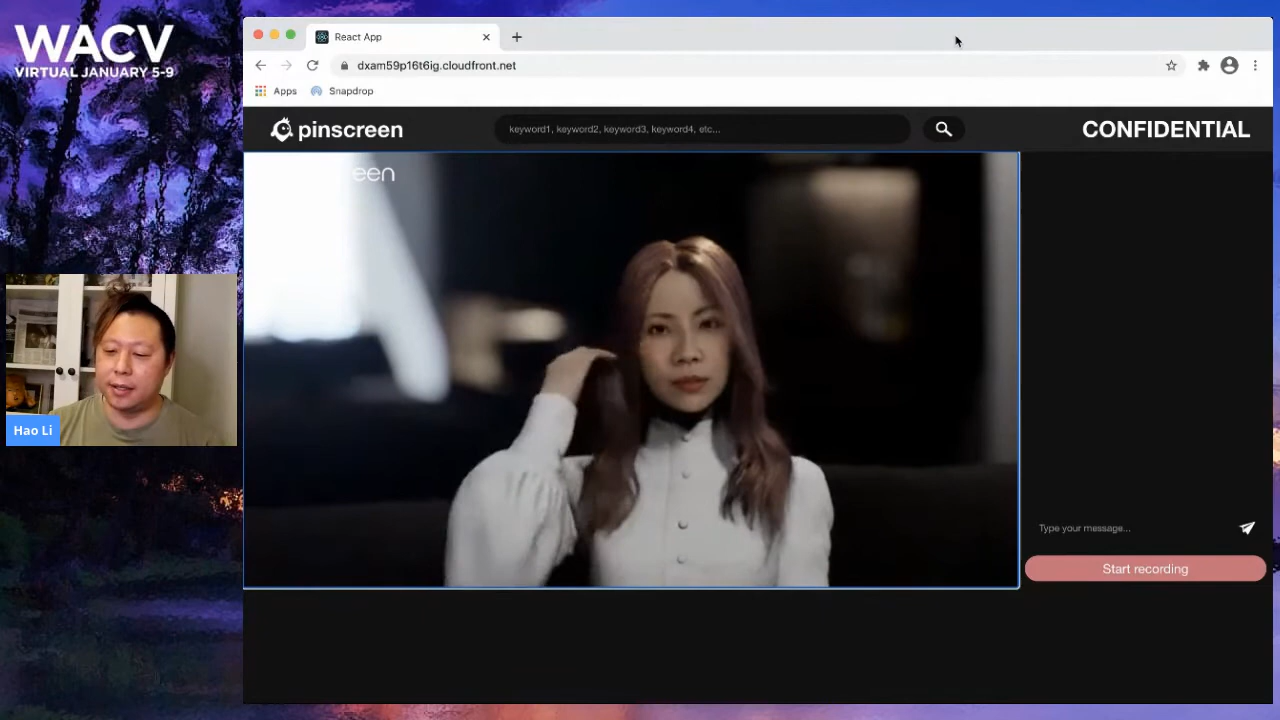 WACV
VIRTUAL JANUARY 5-9
React App
dxam59p16t6ig.cloudfront.net
Apps
Snapdrop
pinscreen
keyword1, keyword2, keyword3, keyword4, etc...
CONFIDENTIAL
een
Hao Li
Type your message...
Start recording